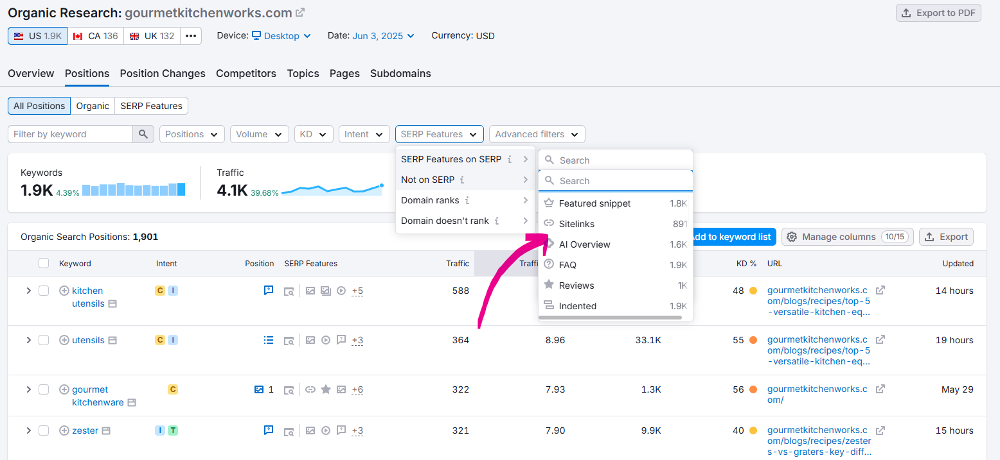 Organic Research: gourmetkitchenworks.com
Export to PDF
US 1.9K CA 136 UK 132 •••
Device: Desktop
Date: Jun 3, 2025
Currency: USD
Overview Positions Position Changes Competitors Topics Pages Subdomains
All Positions Organic SERP Features
Filter by keyword
Positions Volume KD Intent SERP Features Advanced filters
Keywords
1.9K 4.39%
Traffic
4.1K 39.68%
SERP Features on SERP i
Not on SERP i
Domain ranks i
Domain doesn't rank i
Search
Search
Featured snippet 1.8K
Sitelinks 891
AI Overview 1.6K
FAQ 1.9K
Reviews 1K
Indented 1.9K
Organic Search Positions: 1,901
Add to keyword list
Manage columns 10/15
Export
Keyword Intent Position SERP Features Traffic KD % URL Updated
kitchen utensils C I +5 588 48 gourmetkitchenworks.c 14 hours
om/blogs/recipes/top-5
-versatile-kitchen-eq...
utensils C I +3 364 8.96 33.1K 55 gourmetkitchenworks.c 19 hours
om/blogs/recipes/top-5
-versatile-kitchen-eq...
gourmet kitchenware C 1 +6 322 7.93 1.3K 56 gourmetkitchenworks.c May 29
om/
zester I T +3 321 7.90 9.9K 40 gourmetkitchenworks.c 15 hours
om/blogs/recipes/zester
s-vs-graters-key-diff...